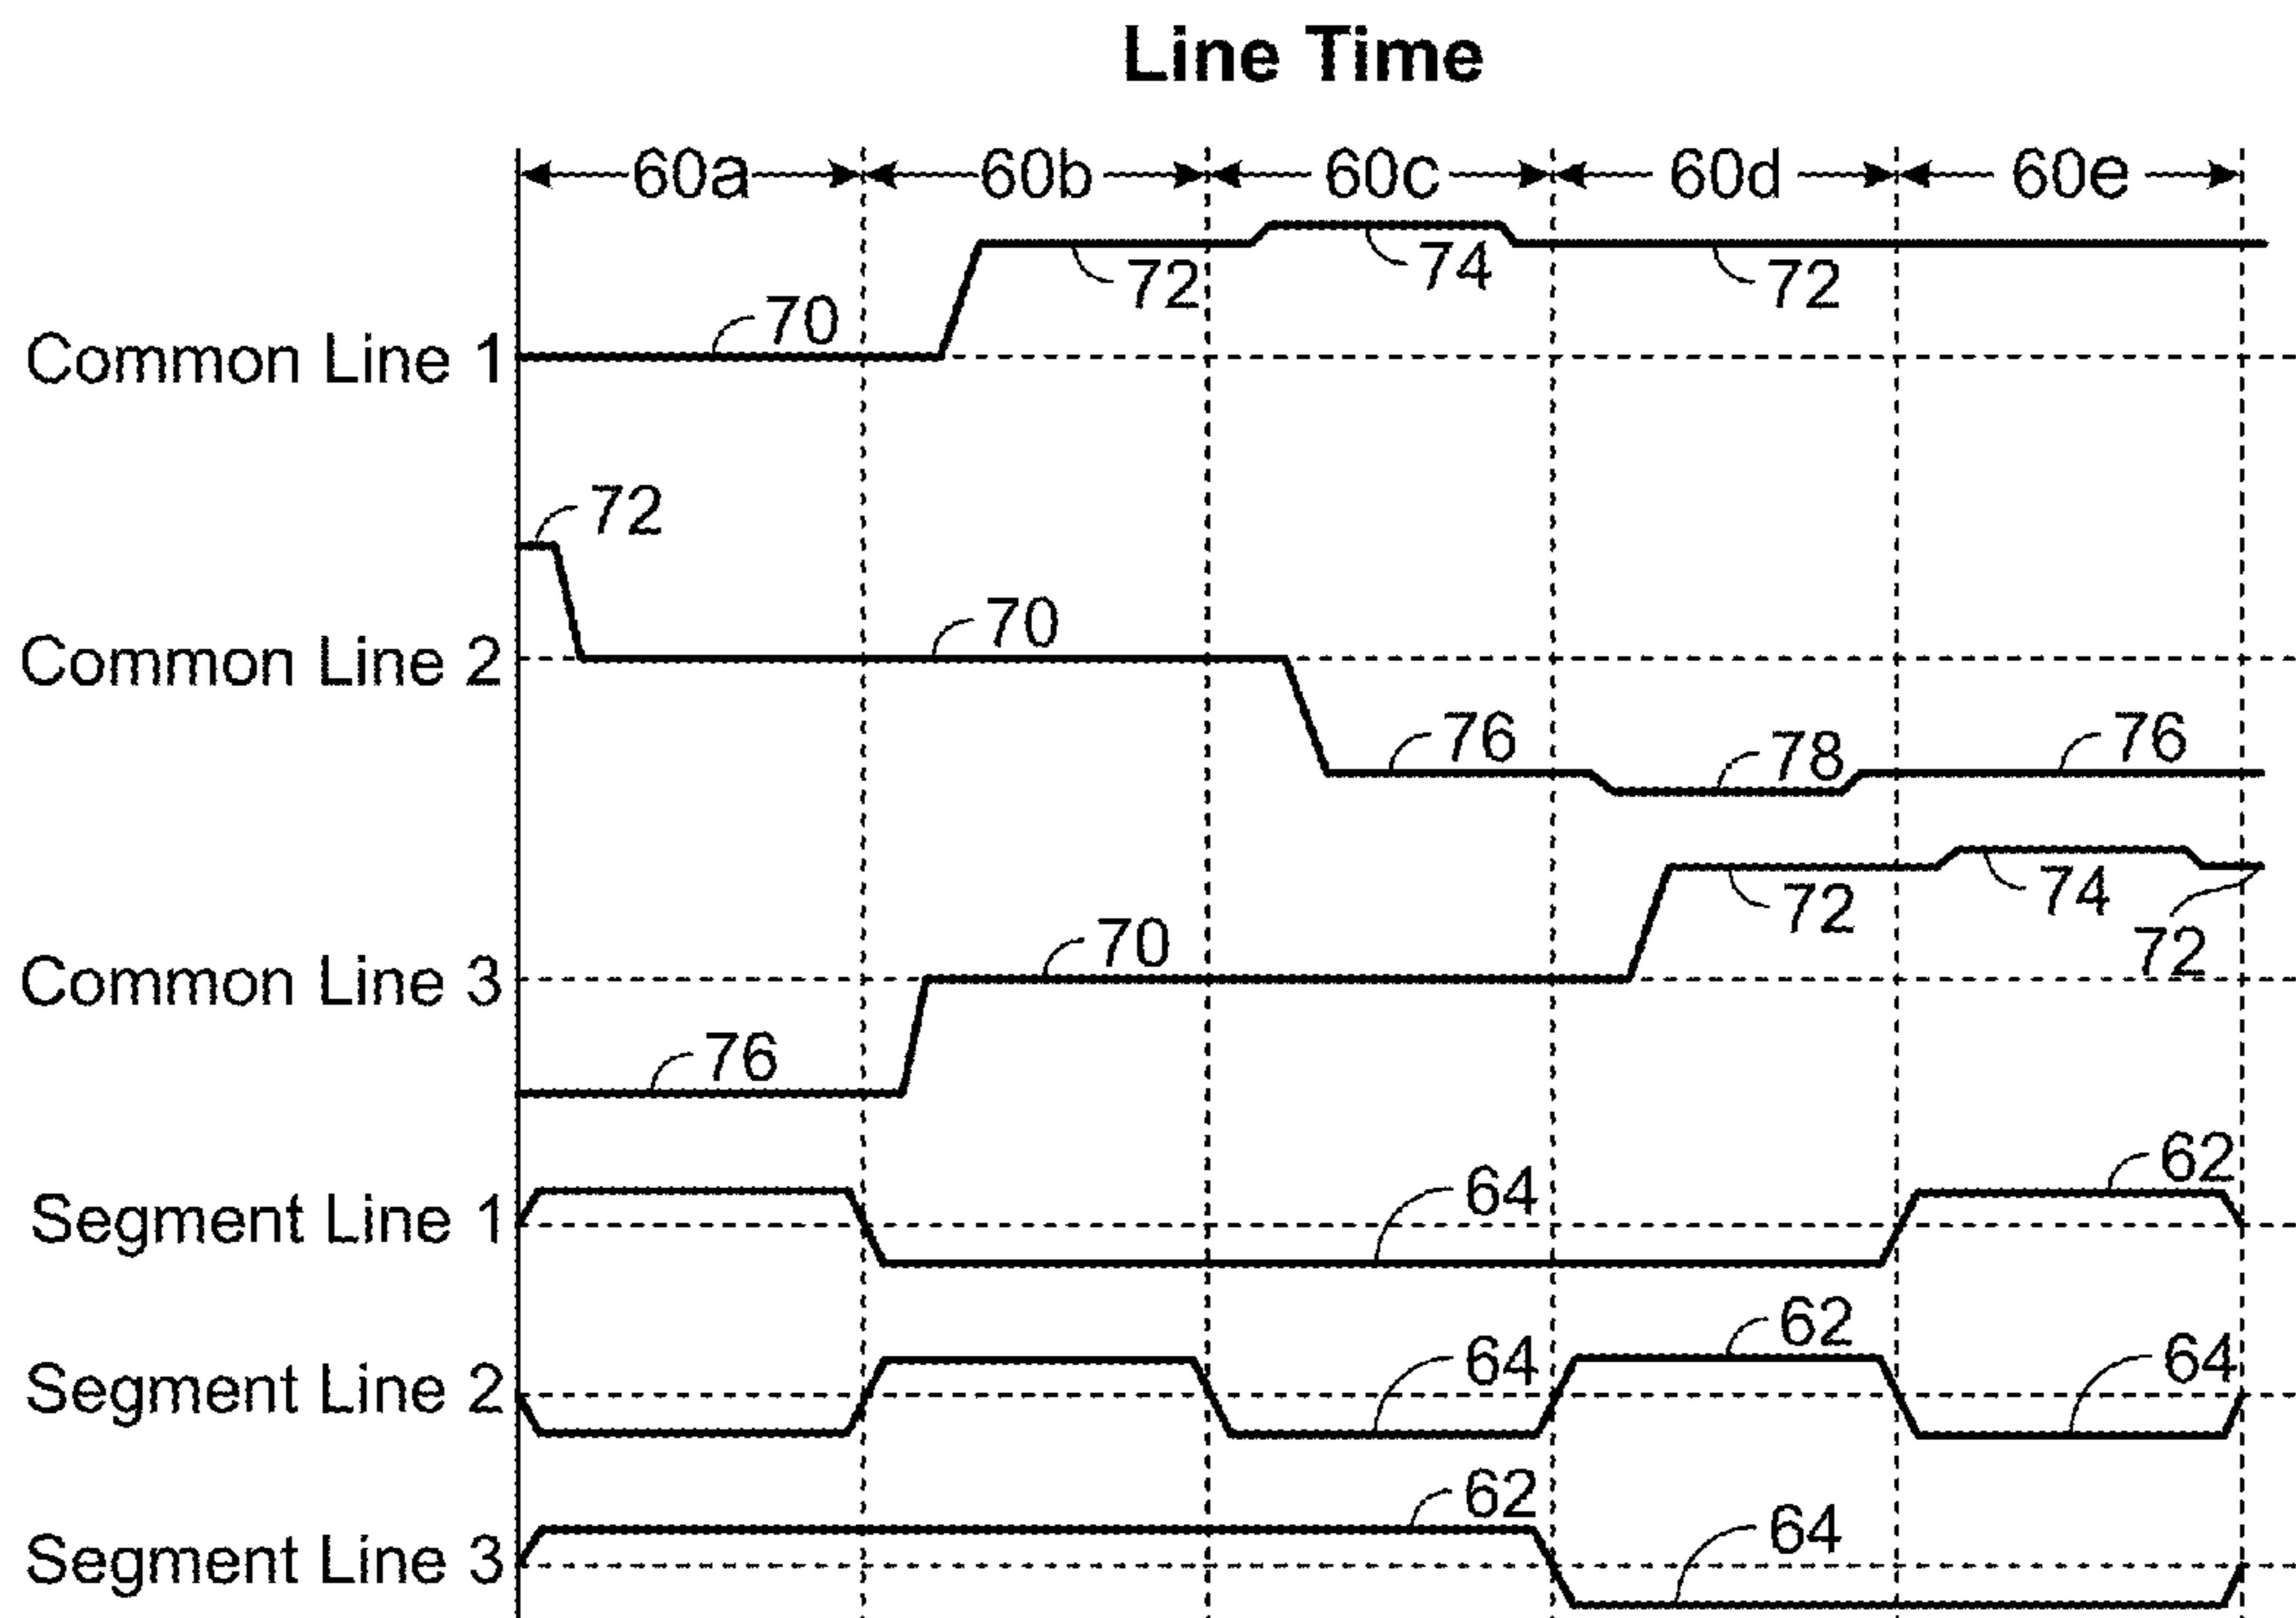 Line Time
60a 60b 60c 60d 60e
72 74 72
70
Common Line 1
72
70
Common Line 2
76 78 76
72 74
70 72
Common Line 3
76
62
64
Segment Line 1
62
64 64
Segment Line 2
62
64
Segment Line 3